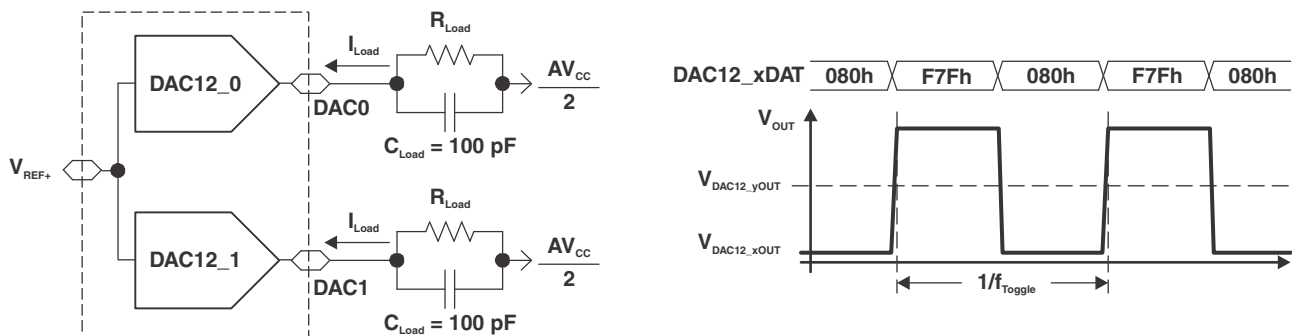 R_Load
I_Load
DAC12_0
DAC0
AV_CC
2
C_Load = 100 pF
V_REF+
R_Load
I_Load
DAC12_1
DAC1
AV_CC
2
C_Load = 100 pF
DAC12_xDAT 080h F7Fh 080h F7Fh 080h
V_OUT
V_DAC12_yOUT
V_DAC12_xOUT
1/f_Toggle